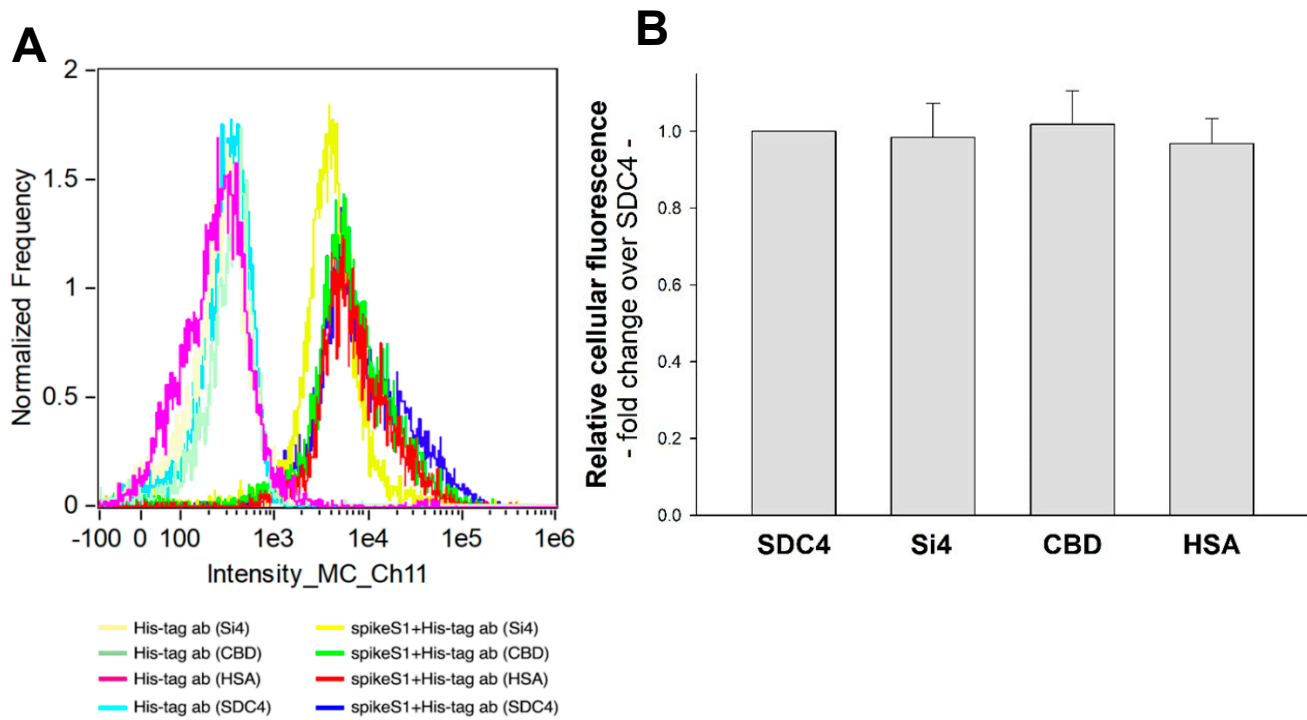 A
B
2
1.5
1
0.5
0
Normalized Frequency
-100 0 100 1e3 1e4 1e5 1e6
Intensity_MC_Ch11
His-tag ab (Si4)
His-tag ab (CBD)
His-tag ab (HSA)
His-tag ab (SDC4)
spikeS1+His-tag ab (Si4)
spikeS1+His-tag ab (CBD)
spikeS1+His-tag ab (HSA)
spikeS1+His-tag ab (SDC4)
Relative cellular fluorescence
- fold change over SDC4 -
1.0
0.8
0.6
0.4
0.2
0.0
SDC4 Si4 CBD HSA